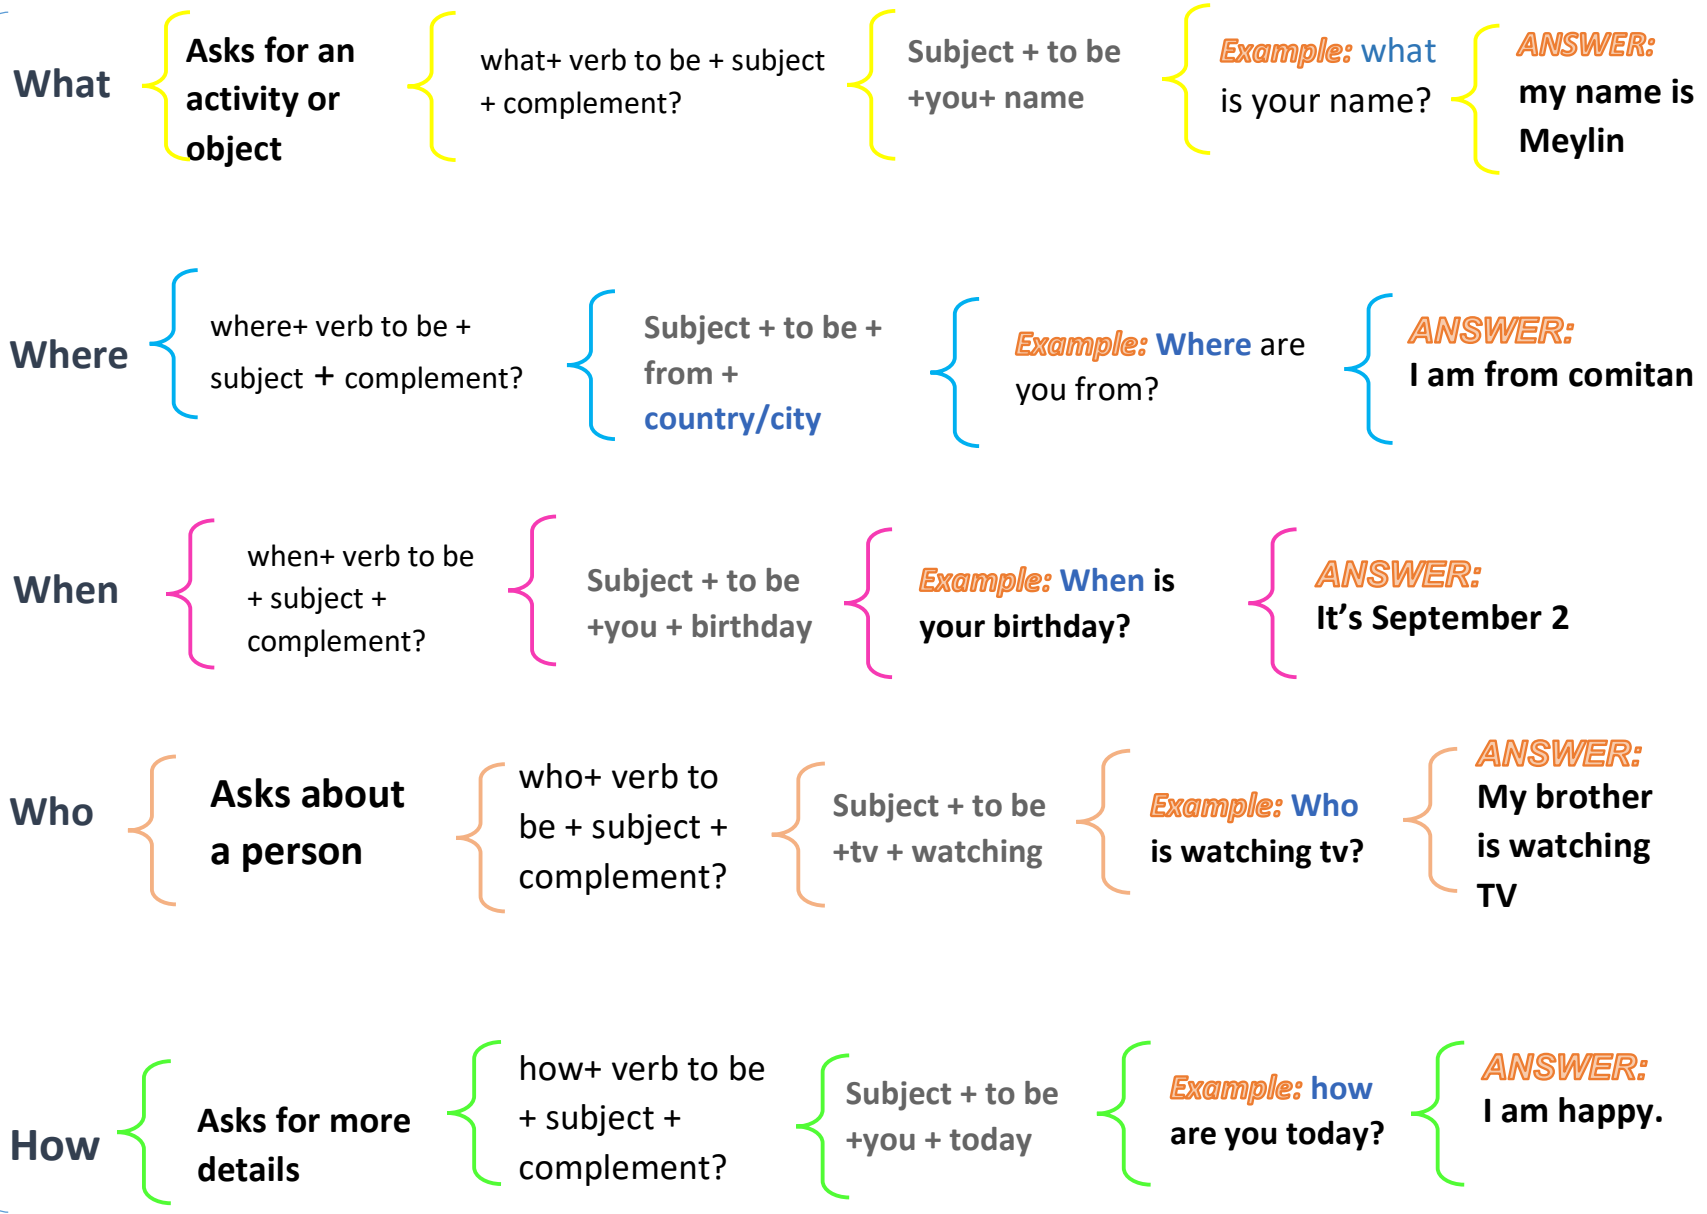 What
Asks for an
activity or
object
what+ verb to be + subject
+ complement?
Subject + to be
+you+ name
Example: what
is your name?
ANSWER:
my name is
Meylin
Where
where+ verb to be +
subject + complement?
Subject + to be +
from +
country/city
Example: Where are
you from?
ANSWER:
I am from comitan
When
when+ verb to be
+ subject +
complement?
Subject + to be
+you + birthday
Example: When is
your birthday?
ANSWER:
It’s September 2
Who
Asks about
a person
who+ verb to
be + subject +
complement?
Subject + to be
+tv + watching
Example: Who
is watching tv?
ANSWER:
My brother
is watching
TV
How
Asks for more
details
how+ verb to be
+ subject +
complement?
Subject + to be
+you + today
Example: how
are you today?
ANSWER:
I am happy.